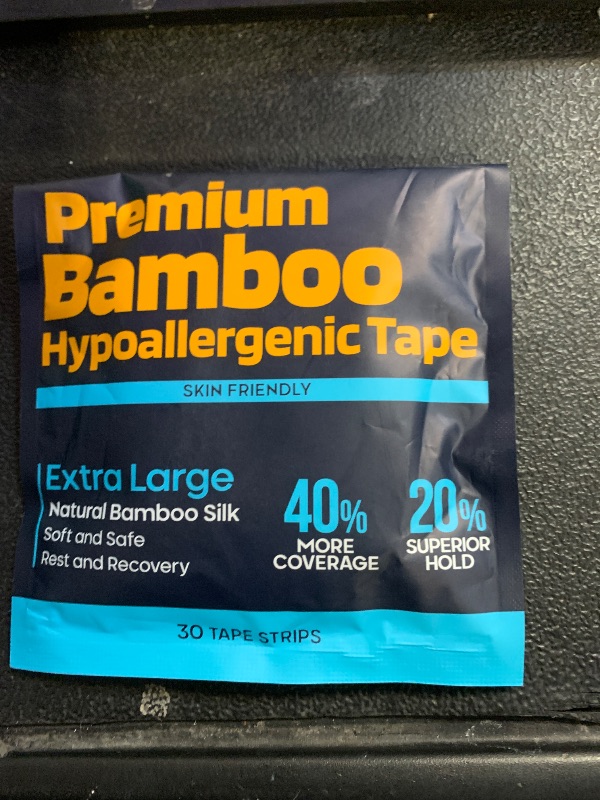 Premium
Bamboo
Hypoallergenic Tape
SKIN FRIENDLY
Extra Large
Natural Bamboo Silk
Soft and Safe
Rest and Recovery
40%
MORE
COVERAGE
20%
SUPERIOR
HOLD
30 TAPE STRIPS